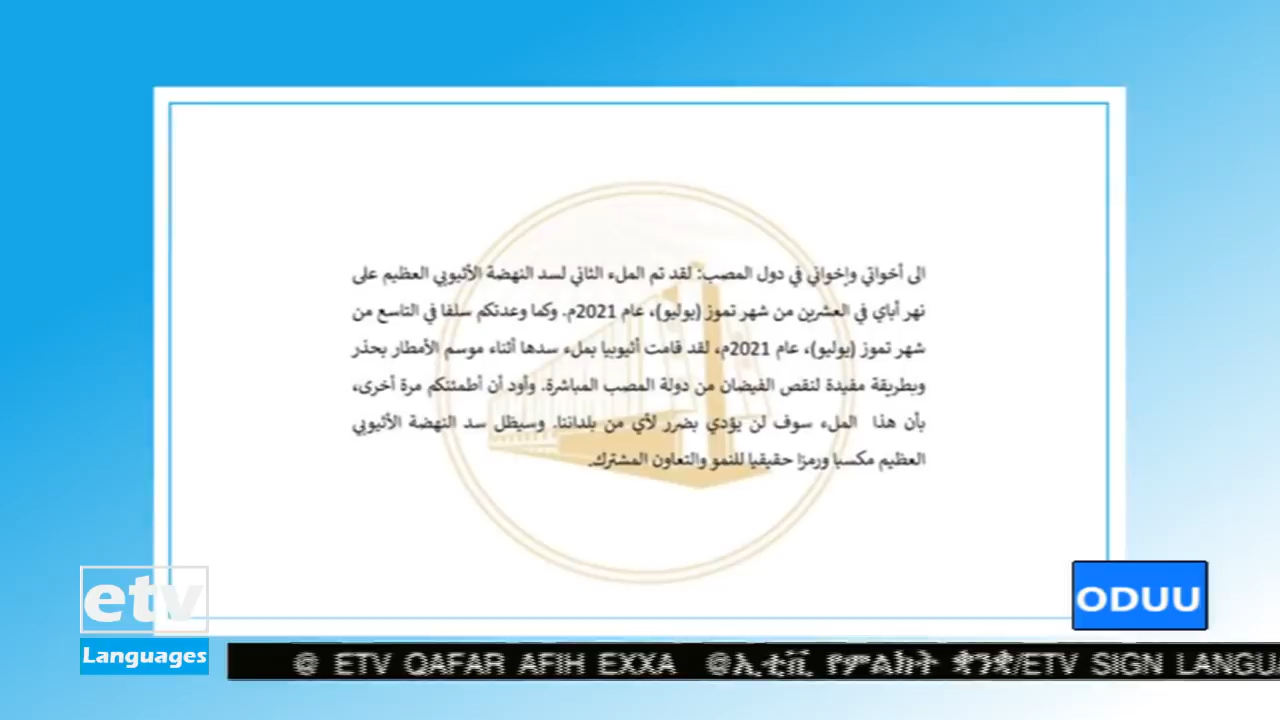 الى أخواتي وإخواني في دول المصب: لقد تم الملء الثاني لسد النهضة الأثيوبي العظيم على
نهر أباي في العشرين من شهر تموز (يوليو)، عام 2021م. وكما وعدتكم سلفا في التاسع من
شهر تموز (يوليو)، عام 2021م، لقد قامت أثيوبيا بملء سدها أثناء موسم الأمطار بحذر
وبطريقة مفيدة لنقص الفيضان من دولة المصب المباشرة. وأود أن أطمئنكم مرة أخرى،
بأن هذا الملء سوف لن يؤدي بضرر لأي من بلداننا. وسيظل سد النهضة الأثيوبي
العظيم مكسبا ورمزا حقيقيا للنمو والتعاون المشترك.
etv
Languages
ODUU
@ ETV QAFAR AFIH EXXA @ኢቲቪ የምልክት ቋንቋ/ETV SIGN LANGU